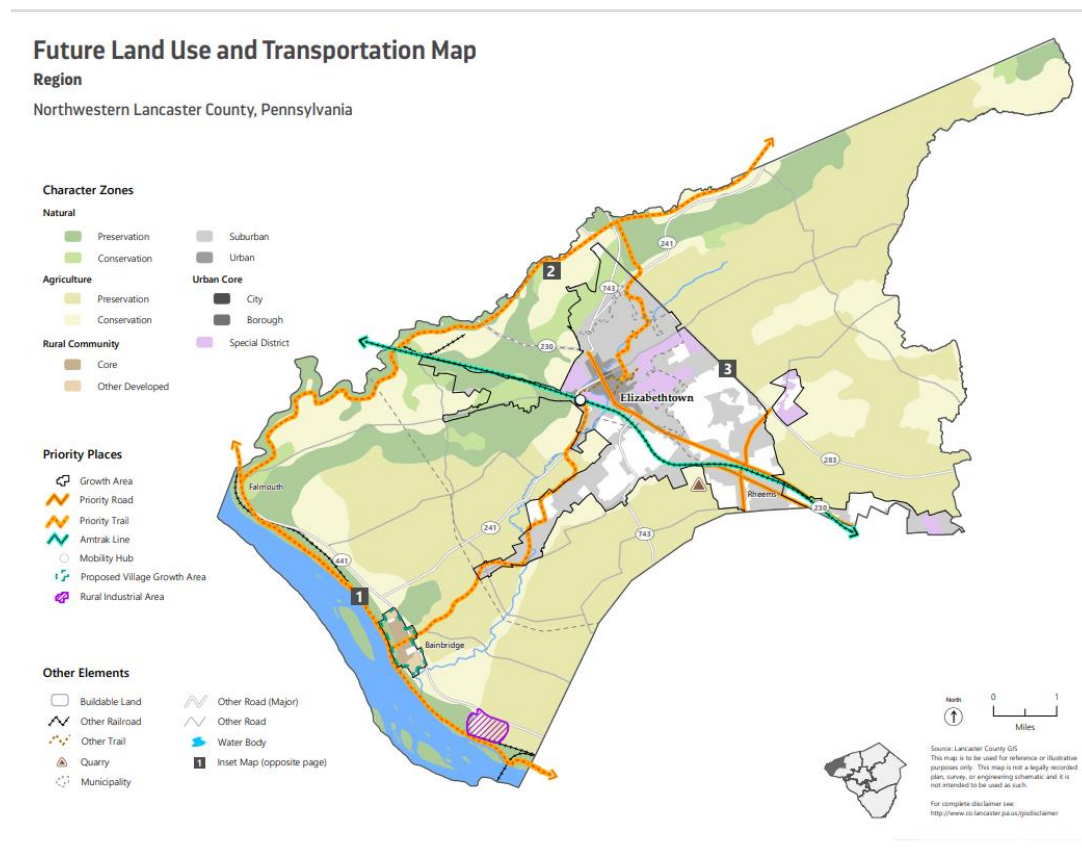 Future Land Use and Transportation Map
Region
Northwestern Lancaster County, Pennsylvania
Character Zones
Natural
Preservation
Conservation
Agriculture
Preservation
Conservation
Rural Community
Core
Other Developed
Suburban
Urban
Urban Core
City
Borough
Special District
Priority Places
Growth Area
Priority Road
Priority Trail
Amtrak Line
Mobility Hub
Proposed Village Growth Area
Rural Industrial Area
Other Elements
Buildable Land
Other Railroad
Other Trail
Quarry
Municipality
Other Road (Major)
Other Road
Water Body
1 Inset Map (opposite page)
241
2
743
230
3
Elizabethtown
283
Falmouth
Rheems
230
241
743
441
1
Bainbridge
North
0 1
Miles
Source: Lancaster County GIS
This map is to be used for reference or illustrative
purposes only. This map is not a legally recorded
plan, survey, or engineering schematic and it is
not intended to be used as such.
For complete disclaimer see:
http://www.co.lancaster.pa.us/gisdisclaimer